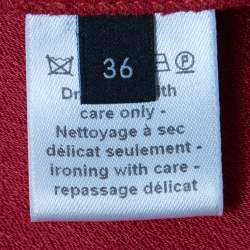 36
care only -
Nettoyage à sec
délicat seulement -
ironing with care -
repassage délicat